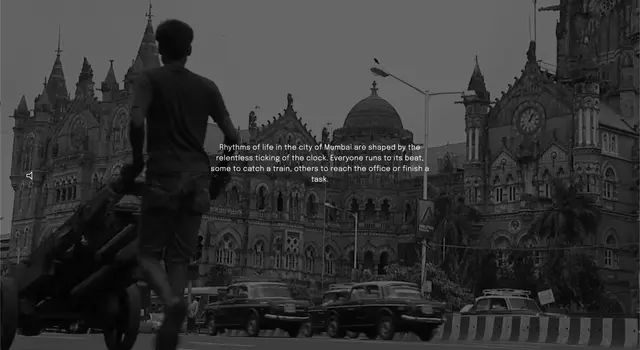 Rhythms of life in the city of Mumbai are shaped by the
relentless ticking of the clock. Everyone runs to its beat,
some to catch a train, others to reach the office or finish a
task.